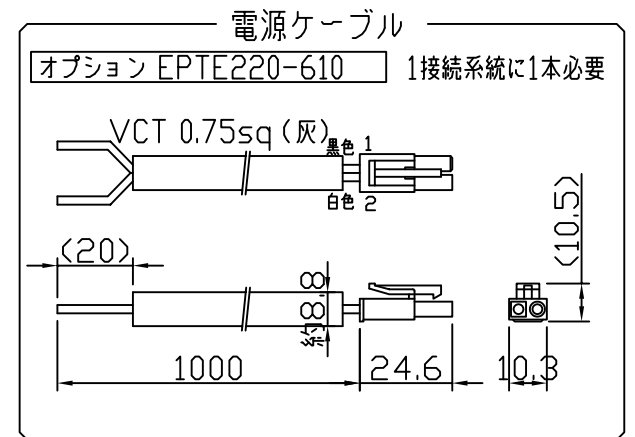 電源ケーブル
オプション EPTE220-610 1接続系統に1本必要
VCT 0.75sq（灰）
黒色 1
白色 2
(20)
約8.8
(10.5)
1000
24.6
10.3